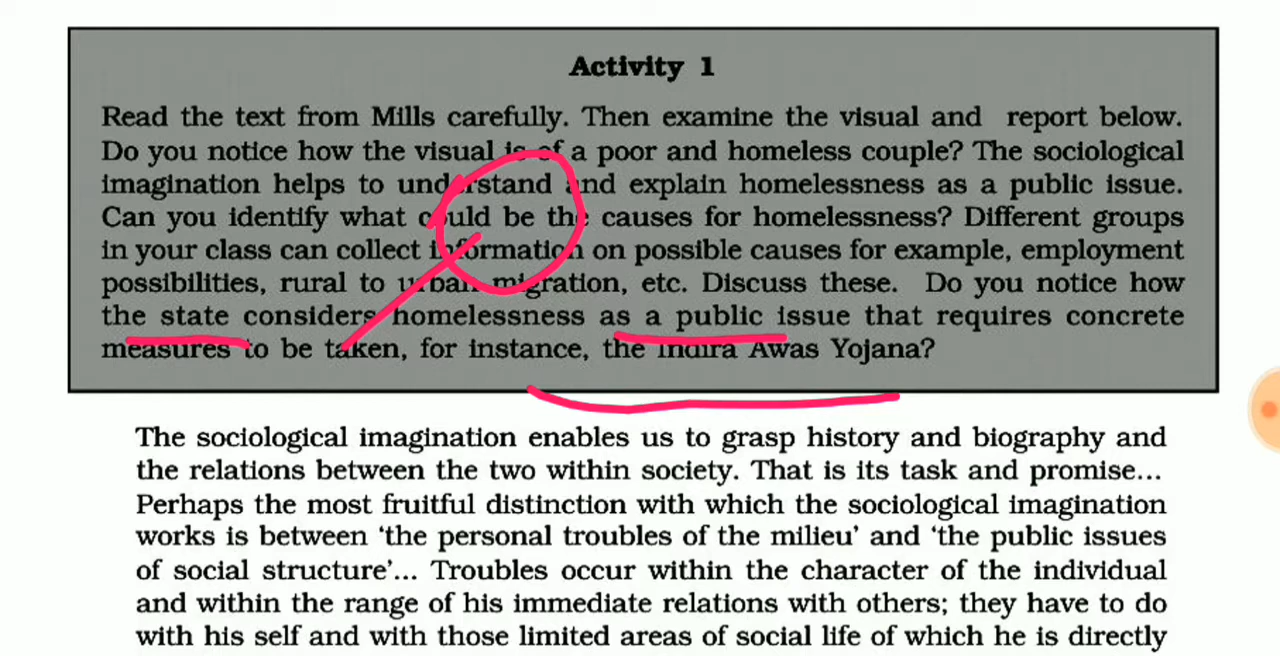 Activity 1
Read the text from Mills carefully. Then examine the visual and report below.
Do you notice how the visual is of a poor and homeless couple? The sociological
imagination helps to understand and explain homelessness as a public issue.
Can you identify what could be the causes for homelessness? Different groups
in your class can collect information on possible causes for example, employment
possibilities, rural to urban migration, etc. Discuss these. Do you notice how
the state considers homelessness as a public issue that requires concrete
measures to be taken, for instance, the Indira Awas Yojana?
The sociological imagination enables us to grasp history and biography and
the relations between the two within society. That is its task and promise...
Perhaps the most fruitful distinction with which the sociological imagination
works is between ‘the personal troubles of the milieu’ and ‘the public issues
of social structure’... Troubles occur within the character of the individual
and within the range of his immediate relations with others; they have to do
with his self and with those limited areas of social life of which he is directly